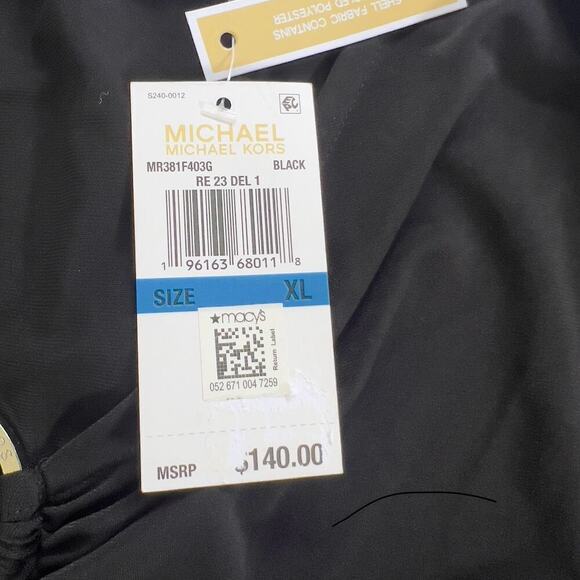 SHELL FABRIC CONTAINS
POLYESTER
S240-0012
MICHAEL
MICHAEL KORS
MR381F403G BLACK
RE 23 DEL 1
1 96163 68011 8
SIZE XL
macy's
Return Label
052 671 004 7259
MSRP $140.00